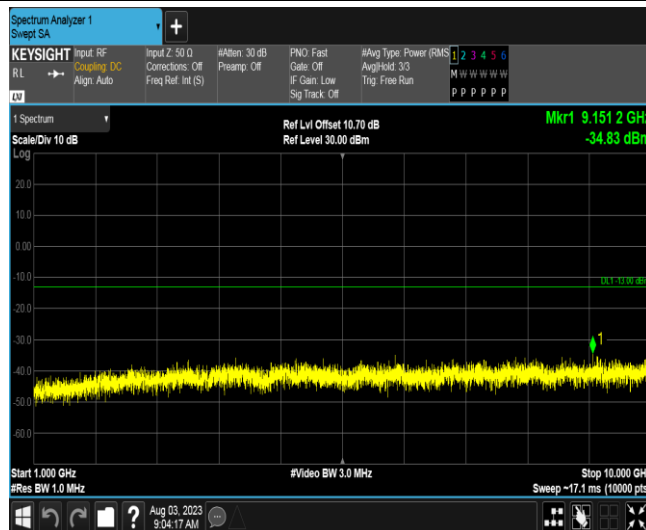 Spectrum Analyzer 1
Swept SA
+
KEYSIGHT
RL
LXI
Input: RF
Coupling: DC
Align: Auto
Input Z: 50 Ω
Corrections: Off
Freq Ref: Int (S)
#Atten: 30 dB
Preamp: Off
PNO: Fast
Gate: Off
IF Gain: Low
Sig Track: Off
#Avg Type: Power (RMS
Avg|Hold: 3/3
Trig: Free Run
1 2 3 4 5 6
M W W W W W
P P P P P P
1 Spectrum
Scale/Div 10 dB
Log
Ref Lvl Offset 10.70 dB
Ref Level 30.00 dBm
Mkr1 9.151 2 GHz
-34.83 dBm
20.0
10.0
0.00
-10.0
DL1 -13.00 dBm
-20.0
-30.0
1
-40.0
-50.0
-60.0
Start 1.000 GHz
#Video BW 3.0 MHz
Stop 10.000 GHz
#Res BW 1.0 MHz
Sweep ~17.1 ms (10000 pts)
?
Aug 03, 2023
9:04:17 AM